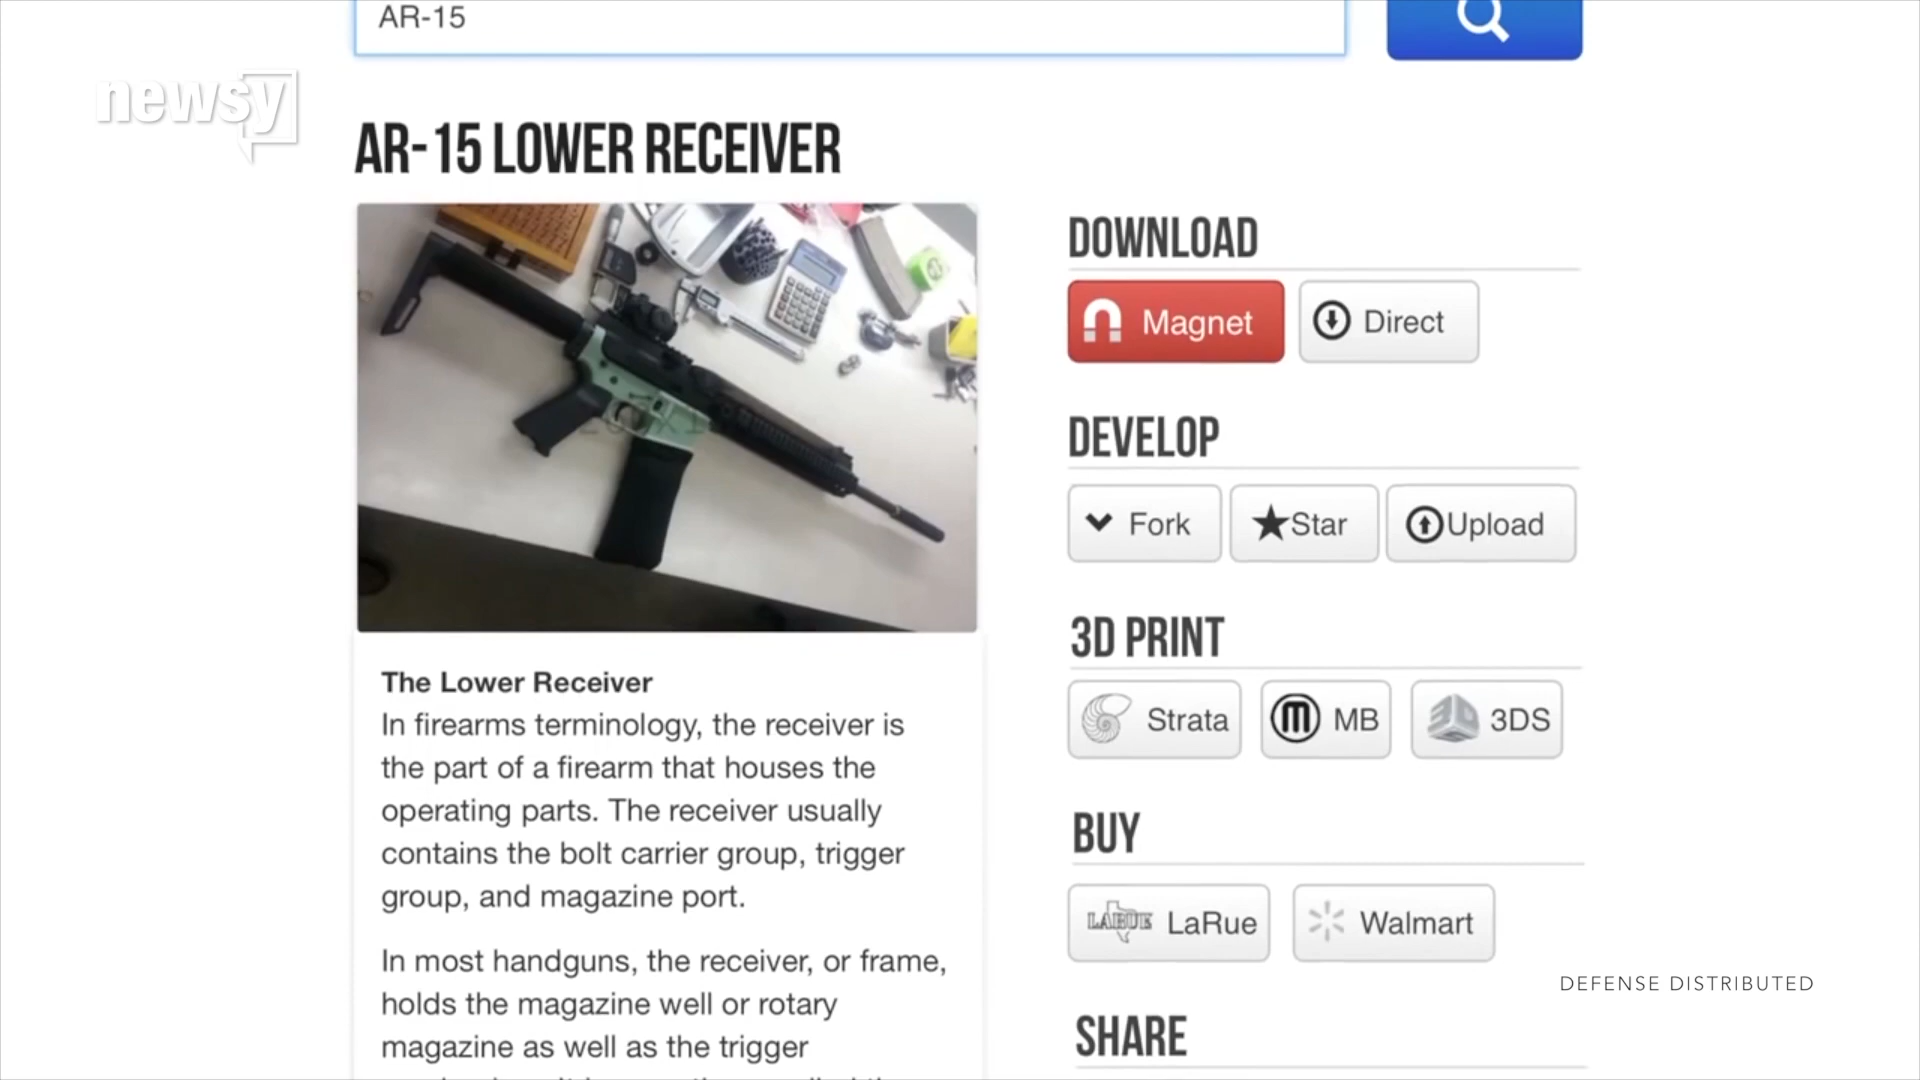 AR-15
newsy
AR-15 LOWER RECEIVER
DOWNLOAD
Magnet
Direct
DEVELOP
Fork
Star
Upload
3D PRINT
Strata
MB
3DS
BUY
LARUE LaRue
Walmart
SHARE
The Lower Receiver
In firearms terminology, the receiver is
the part of a firearm that houses the
operating parts. The receiver usually
contains the bolt carrier group, trigger
group, and magazine port.
In most handguns, the receiver, or frame,
holds the magazine well or rotary
magazine as well as the trigger
DEFENSE DISTRIBUTED